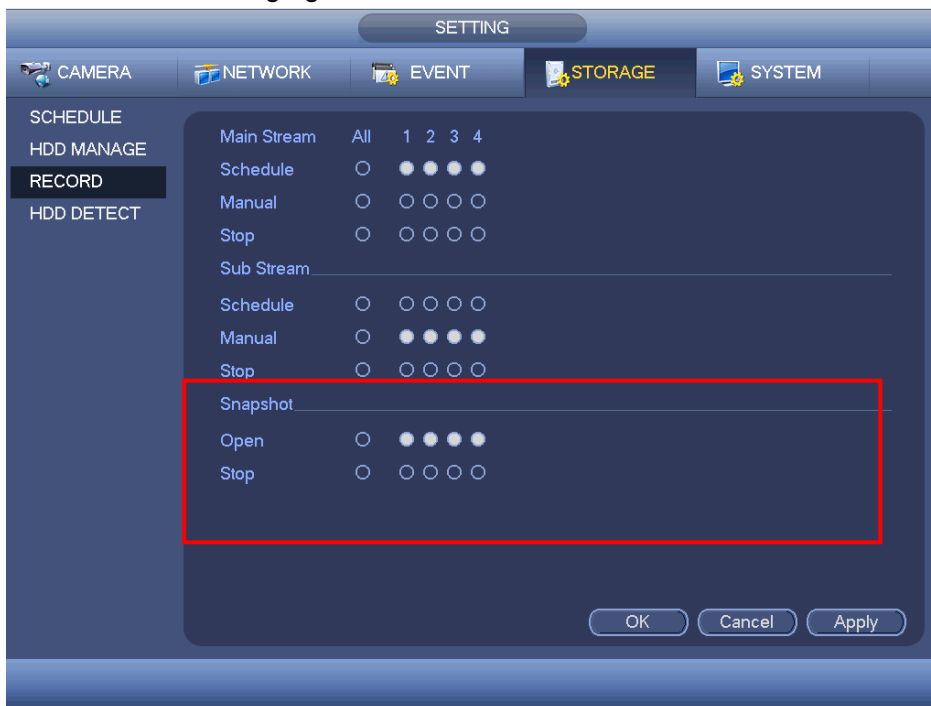 SETTING
CAMERA NETWORK EVENT STORAGE SYSTEM
SCHEDULE
HDD MANAGE
RECORD
HDD DETECT
Main Stream All 1 2 3 4
Schedule
Manual
Stop
Sub Stream
Schedule
Manual
Stop
Snapshot
Open
Stop
OK Cancel Apply